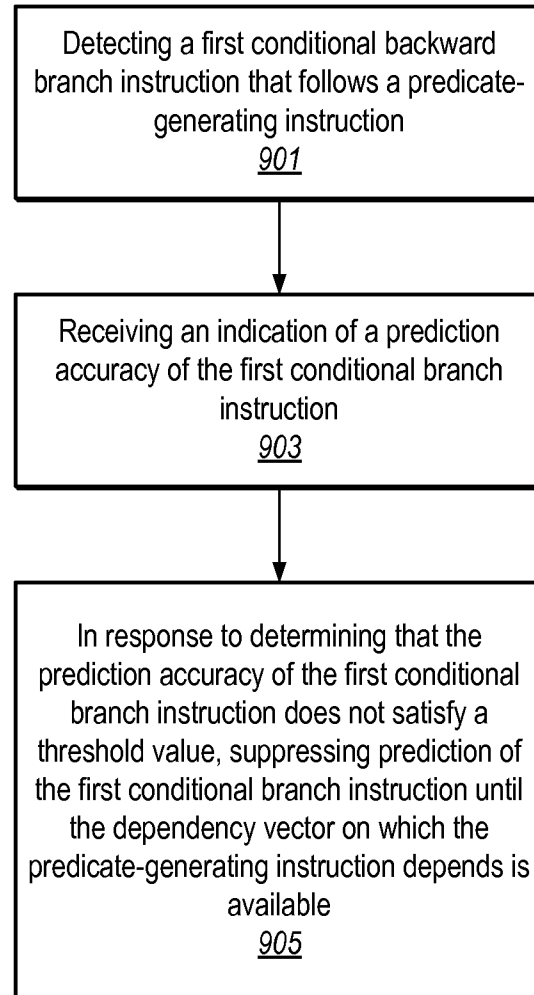 Detecting a first conditional backward
branch instruction that follows a predicate-
generating instruction
901
Receiving an indication of a prediction
accuracy of the first conditional branch
instruction
903
In response to determining that the
prediction accuracy of the first conditional
branch instruction does not satisfy a
threshold value, suppressing prediction of
the first conditional branch instruction until
the dependency vector on which the
predicate-generating instruction depends is
available
905